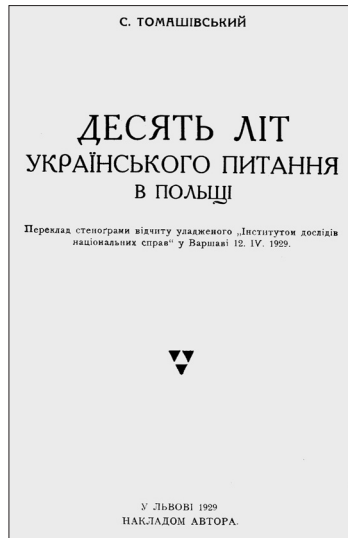 С. ТОМАШІВСЬКИЙ
ДЕСЯТЬ ЛІТ
УКРАЇНСЬКОГО ПИТАННЯ
В ПОЛЬЩІ
Переклад стеноґрами відчиту уладженого „Інститутом дослідів
національних справ“ у Варшаві 12. IV. 1929.
У ЛЬВОВІ 1929
НАКЛАДОМ АВТОРА.